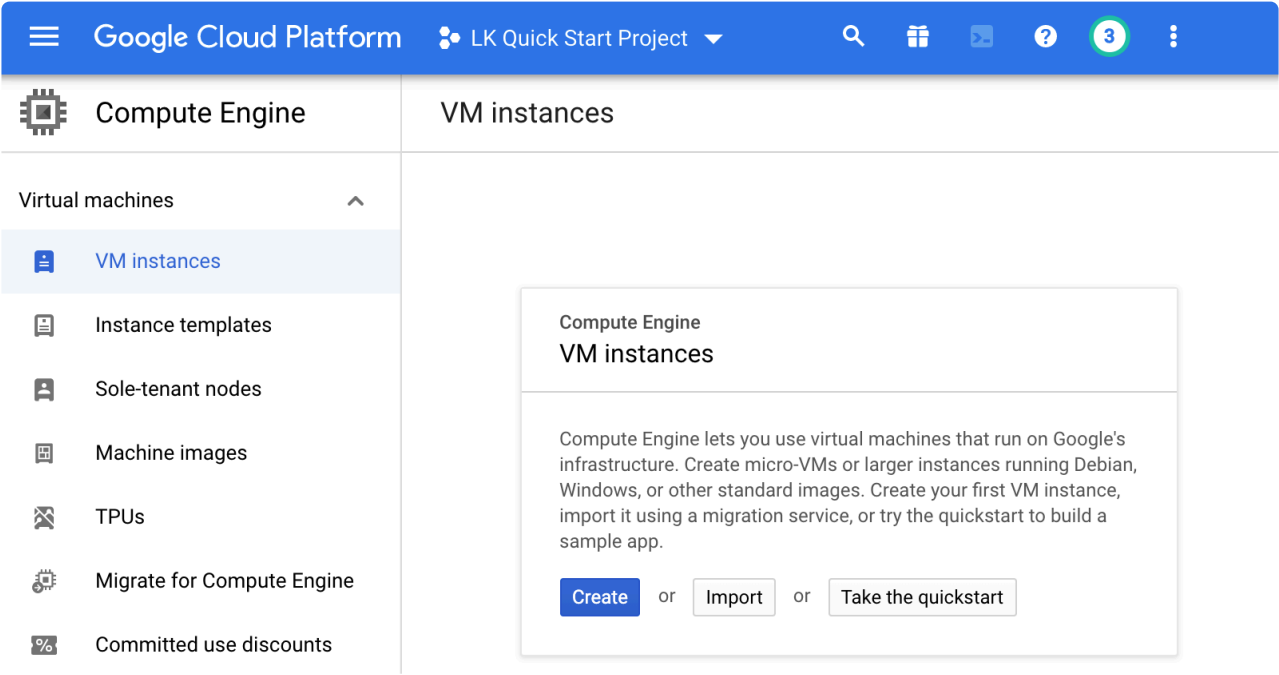 Google Cloud Platform
LK Quick Start Project
3
Compute Engine
VM instances
Virtual machines
VM instances
Instance templates
Sole-tenant nodes
Machine images
TPUs
Migrate for Compute Engine
Committed use discounts
Compute Engine
VM instances
Compute Engine lets you use virtual machines that run on Google's
infrastructure. Create micro-VMs or larger instances running Debian,
Windows, or other standard images. Create your first VM instance,
import it using a migration service, or try the quickstart to build a
sample app.
Create or Import or Take the quickstart